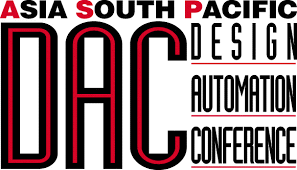 ASIA SOUTH PACIFIC
DAC
DESIGN
AUTOMATION
CONFERENCE